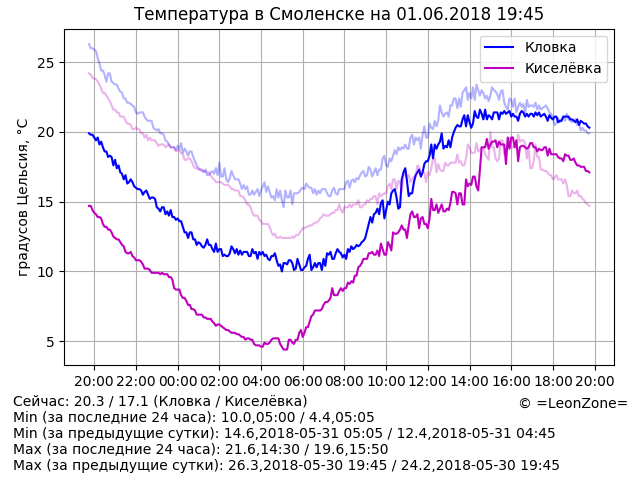 Температура в Смоленске на 01.06.2018 19:45
Кловка
Киселёвка
градусов Цельсия, °C
25
20
15
10
5
20:00 22:00 00:00 02:00 04:00 06:00 08:00 10:00 12:00 14:00 16:00 18:00 20:00
Сейчас: 20.3 / 17.1 (Кловка / Киселёвка)
© =LeonZone=
Min (за последние 24 часа): 10.0,05:00 / 4.4,05:05
Min (за предыдущие сутки): 14.6,2018-05-31 05:05 / 12.4,2018-05-31 04:45
Max (за последние 24 часа): 21.6,14:30 / 19.6,15:50
Max (за предыдущие сутки): 26.3,2018-05-30 19:45 / 24.2,2018-05-30 19:45